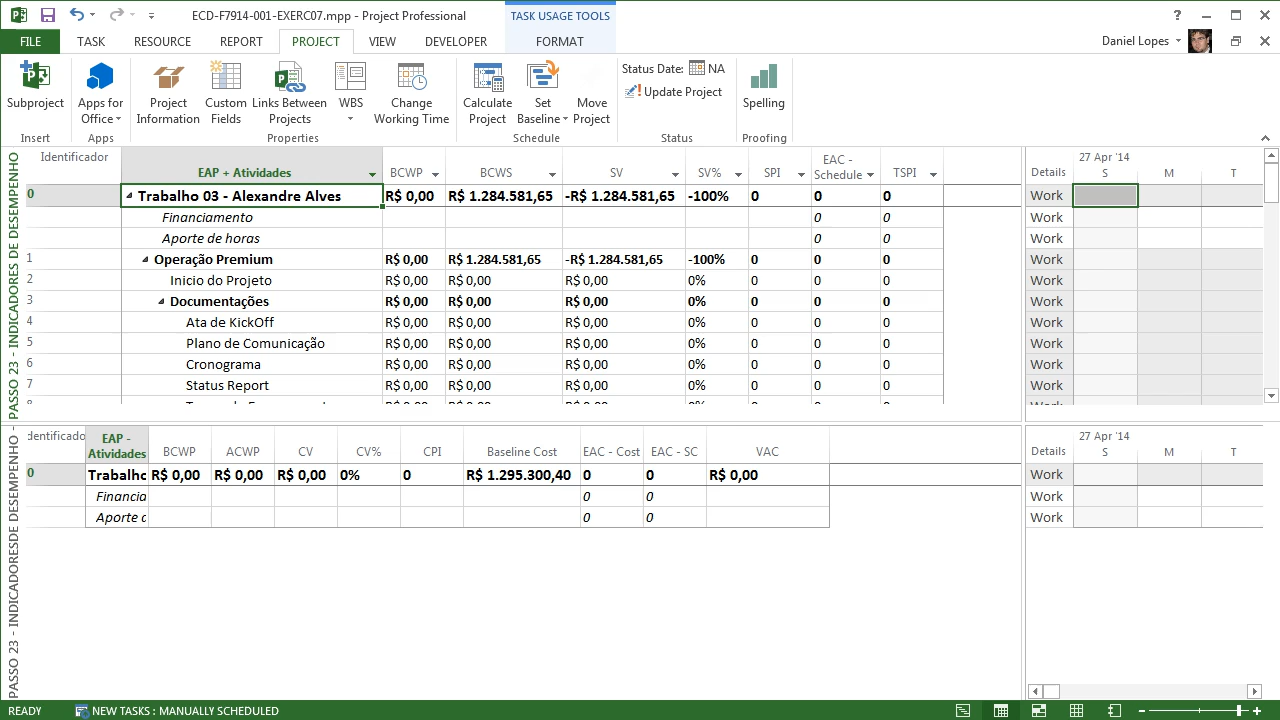 ECD-F7914-001-EXERC07.mpp - Project Professional
TASK USAGE TOOLS
FILE TASK RESOURCE REPORT PROJECT VIEW DEVELOPER FORMAT
Daniel Lopes
Subproject
Insert
Apps for Office
Apps
Project Information
Custom Fields
Links Between Projects
WBS
Change Working Time
Properties
Calculate Project
Set Baseline
Move Project
Schedule
Status Date: NA
Update Project
Status
Spelling
Proofing
PASSO 23 - INDICADORES DE DESEMPENHO
Identificador EAP + Atividades BCWP BCWS SV SV% SPI EAC - Schedule TSPI
0 Trabalho 03 - Alexandre Alves R$ 0,00 R$ 1.284.581,65 -R$ 1.284.581,65 -100% 0 0 0
Financiamento 0 0
Aporte de horas 0 0
1 Operação Premium R$ 0,00 R$ 1.284.581,65 -R$ 1.284.581,65 -100% 0 0 0
2 Inicio do Projeto R$ 0,00 R$ 0,00 R$ 0,00 0% 0 0 0
3 Documentações R$ 0,00 R$ 0,00 R$ 0,00 0% 0 0 0
4 Ata de KickOff R$ 0,00 R$ 0,00 R$ 0,00 0% 0 0 0
5 Plano de Comunicação R$ 0,00 R$ 0,00 R$ 0,00 0% 0 0 0
6 Cronograma R$ 0,00 R$ 0,00 R$ 0,00 0% 0 0 0
7 Status Report R$ 0,00 R$ 0,00 R$ 0,00 0% 0 0 0
27 Apr '14
Details S M T
Work
Work
Work
Work
Work
Work
Work
Work
Work
Work
PASSO 23 - INDICADORESDE DESEMPENHO -
dentificado EAP - Atividades BCWP ACWP CV CV% CPI Baseline Cost EAC - Cost EAC - SC VAC
0 Trabalho R$ 0,00 R$ 0,00 R$ 0,00 0% 0 R$ 1.295.300,40 0 0 R$ 0,00
Financia 0 0
Aporte 0 0
27 Apr '14
Details S M T
Work
Work
Work
READY NEW TASKS : MANUALLY SCHEDULED